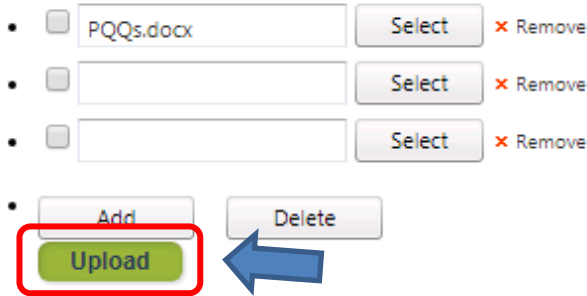 PQQs.docx Select × Remove
Select × Remove
Select × Remove
Add Delete
Upload